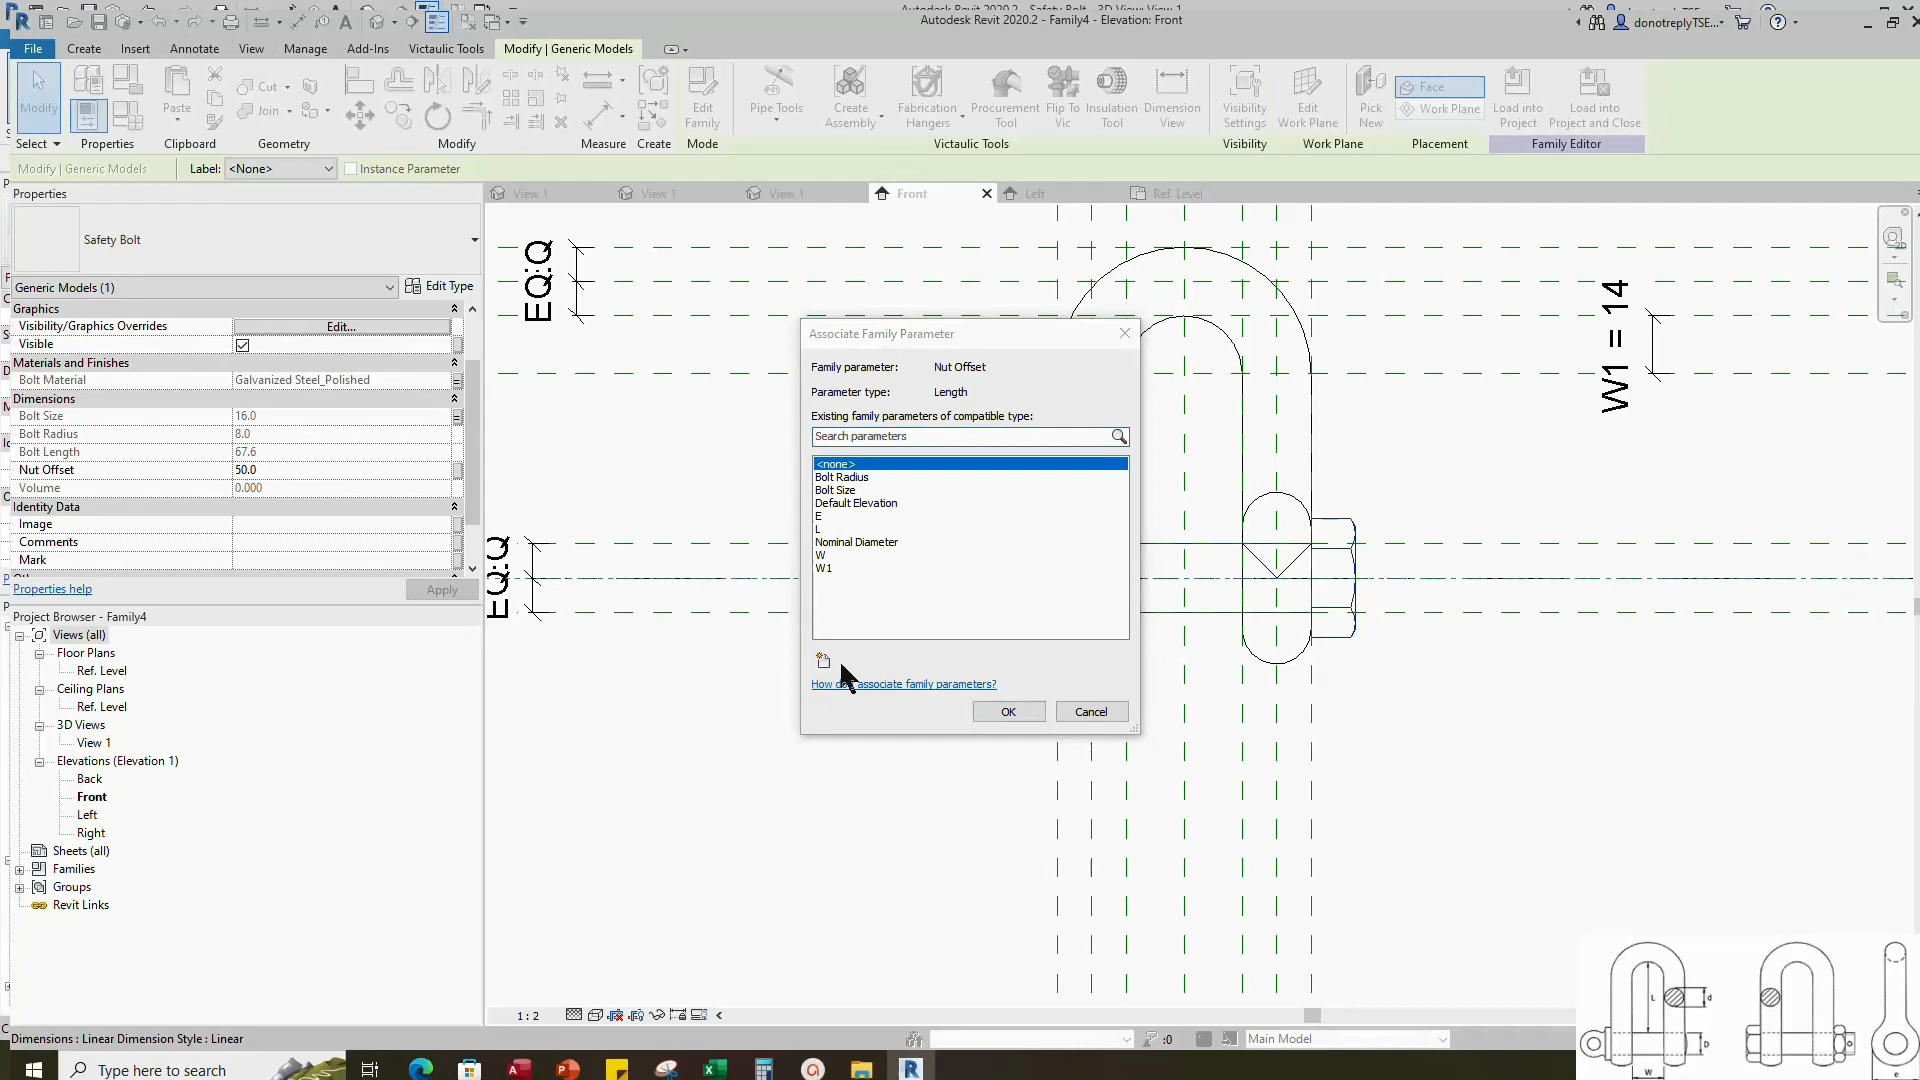 Autodesk Revit 2020.2 - Family4 - Elevation: Front
donotreplyTSE...
File Create Insert Annotate View Manage Add-Ins Victaulic Tools Modify | Generic Models
Modify
Paste
Cut
Join
Edit Family
Pipe Tools
Create Assembly
Fabrication Hangers
Procurement Tool
Flip To Vic
Insulation Tool
Dimension View
Visibility Settings
Edit Work Plane
Pick New
Face
Work Plane
Load into Project
Load into Project and Close
Select Properties Clipboard Geometry Modify Measure Create Mode Victaulic Tools Visibility Work Plane Placement Family Editor
Modify | Generic Models
Label: <None>
Instance Parameter
Properties
View 1
View 1
View 1
Front
Left
Ref. Level
Safety Bolt
Generic Models (1)
Edit Type
Graphics
Visibility/Graphics Overrides Edit...
Visible
Materials and Finishes
Bolt Material Galvanized Steel_Polished
Dimensions
Bolt Size 16.0
Bolt Radius 8.0
Bolt Length 67.6
Nut Offset 50.0
Volume 0.000
Identity Data
Image
Comments
Mark
Properties help
Apply
Project Browser - Family4
Views (all)
Floor Plans
Ref. Level
Ceiling Plans
Ref. Level
3D Views
View 1
Elevations (Elevation 1)
Back
Front
Left
Right
Sheets (all)
Families
Groups
Revit Links
EQ:Q
EQ:Q
W1 = 14
Associate Family Parameter
Family parameter: Nut Offset
Parameter type: Length
Existing family parameters of compatible type:
Search parameters
<none>
Bolt Radius
Bolt Size
Default Elevation
E
L
Nominal Diameter
W
W1
How do associate family parameters?
OK
Cancel
1 : 2
L
d
D
W
e
Dimensions : Linear Dimension Style : Linear
:0
Main Model
Type here to search